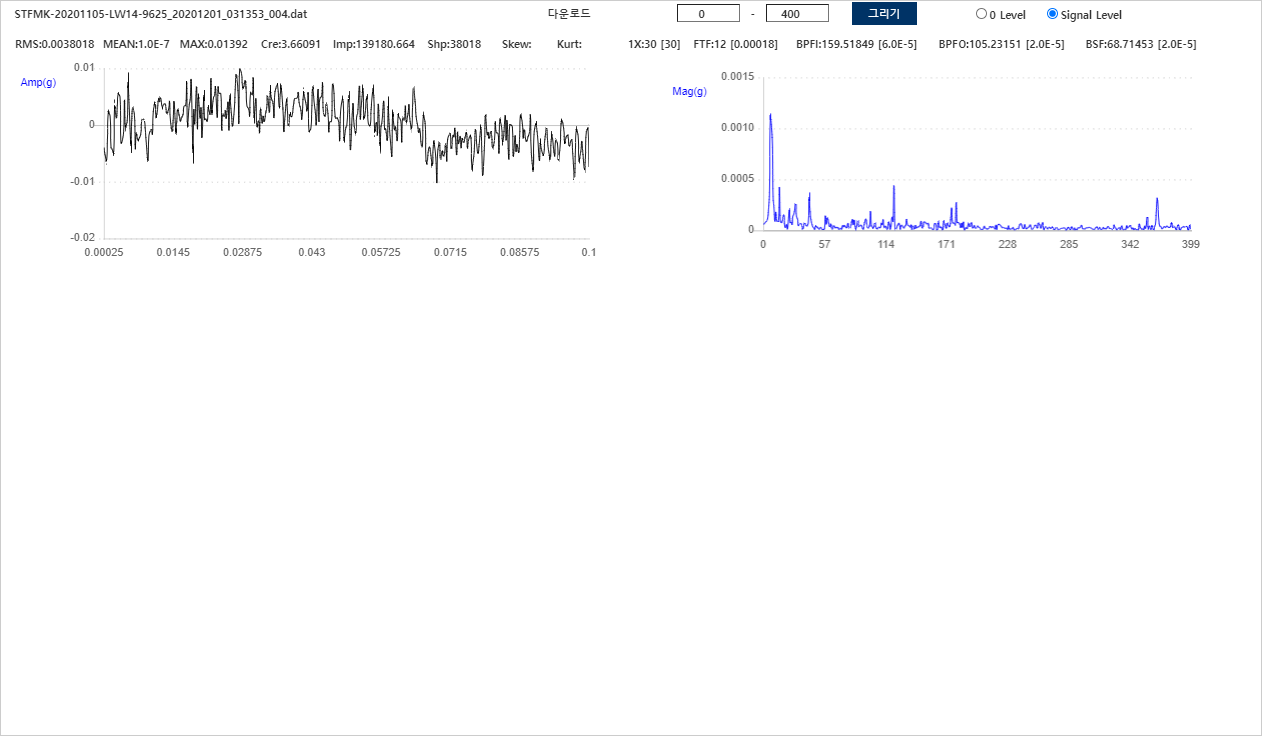 STFMK-20201105-LW14-9625_20201201_031353_004.dat 다운로드 0 - 400 그리기 0 Level Signal Level
RMS:0.0038018 MEAN:1.0E-7 MAX:0.01392 Cre:3.66091 Imp:139180.664 Shp:38018 Skew: Kurt: 1X:30 [30] FTF:12 [0.00018] BPFI:159.51849 [6.0E-5] BPFO:105.23151 [2.0E-5] BSF:68.71453 [2.0E-5]
Amp(g)
0.01
0
-0.01
-0.02
0.00025 0.0145 0.02875 0.043 0.05725 0.0715 0.08575 0.1
Mag(g)
0.0015
0.0010
0.0005
0
0 57 114 171 228 285 342 399